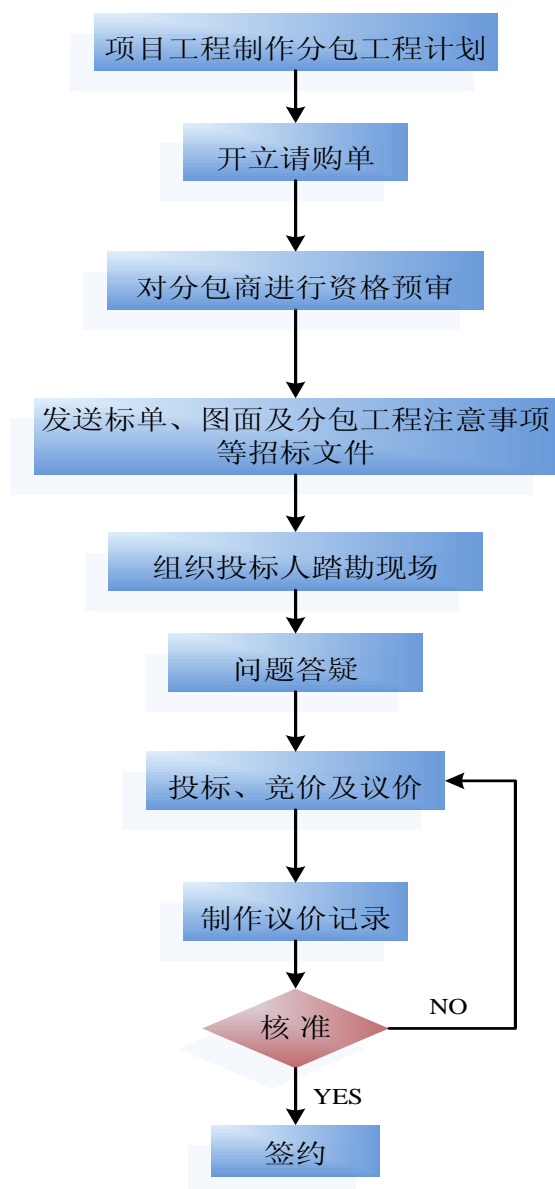 项目工程制作分包工程计划
开立请购单
对分包商进行资格预审
发送标单、图面及分包工程注意事项
等招标文件
组织投标人踏勘现场
问题答疑
投标、竞价及议价
制作议价记录
核 准
NO
YES
签约